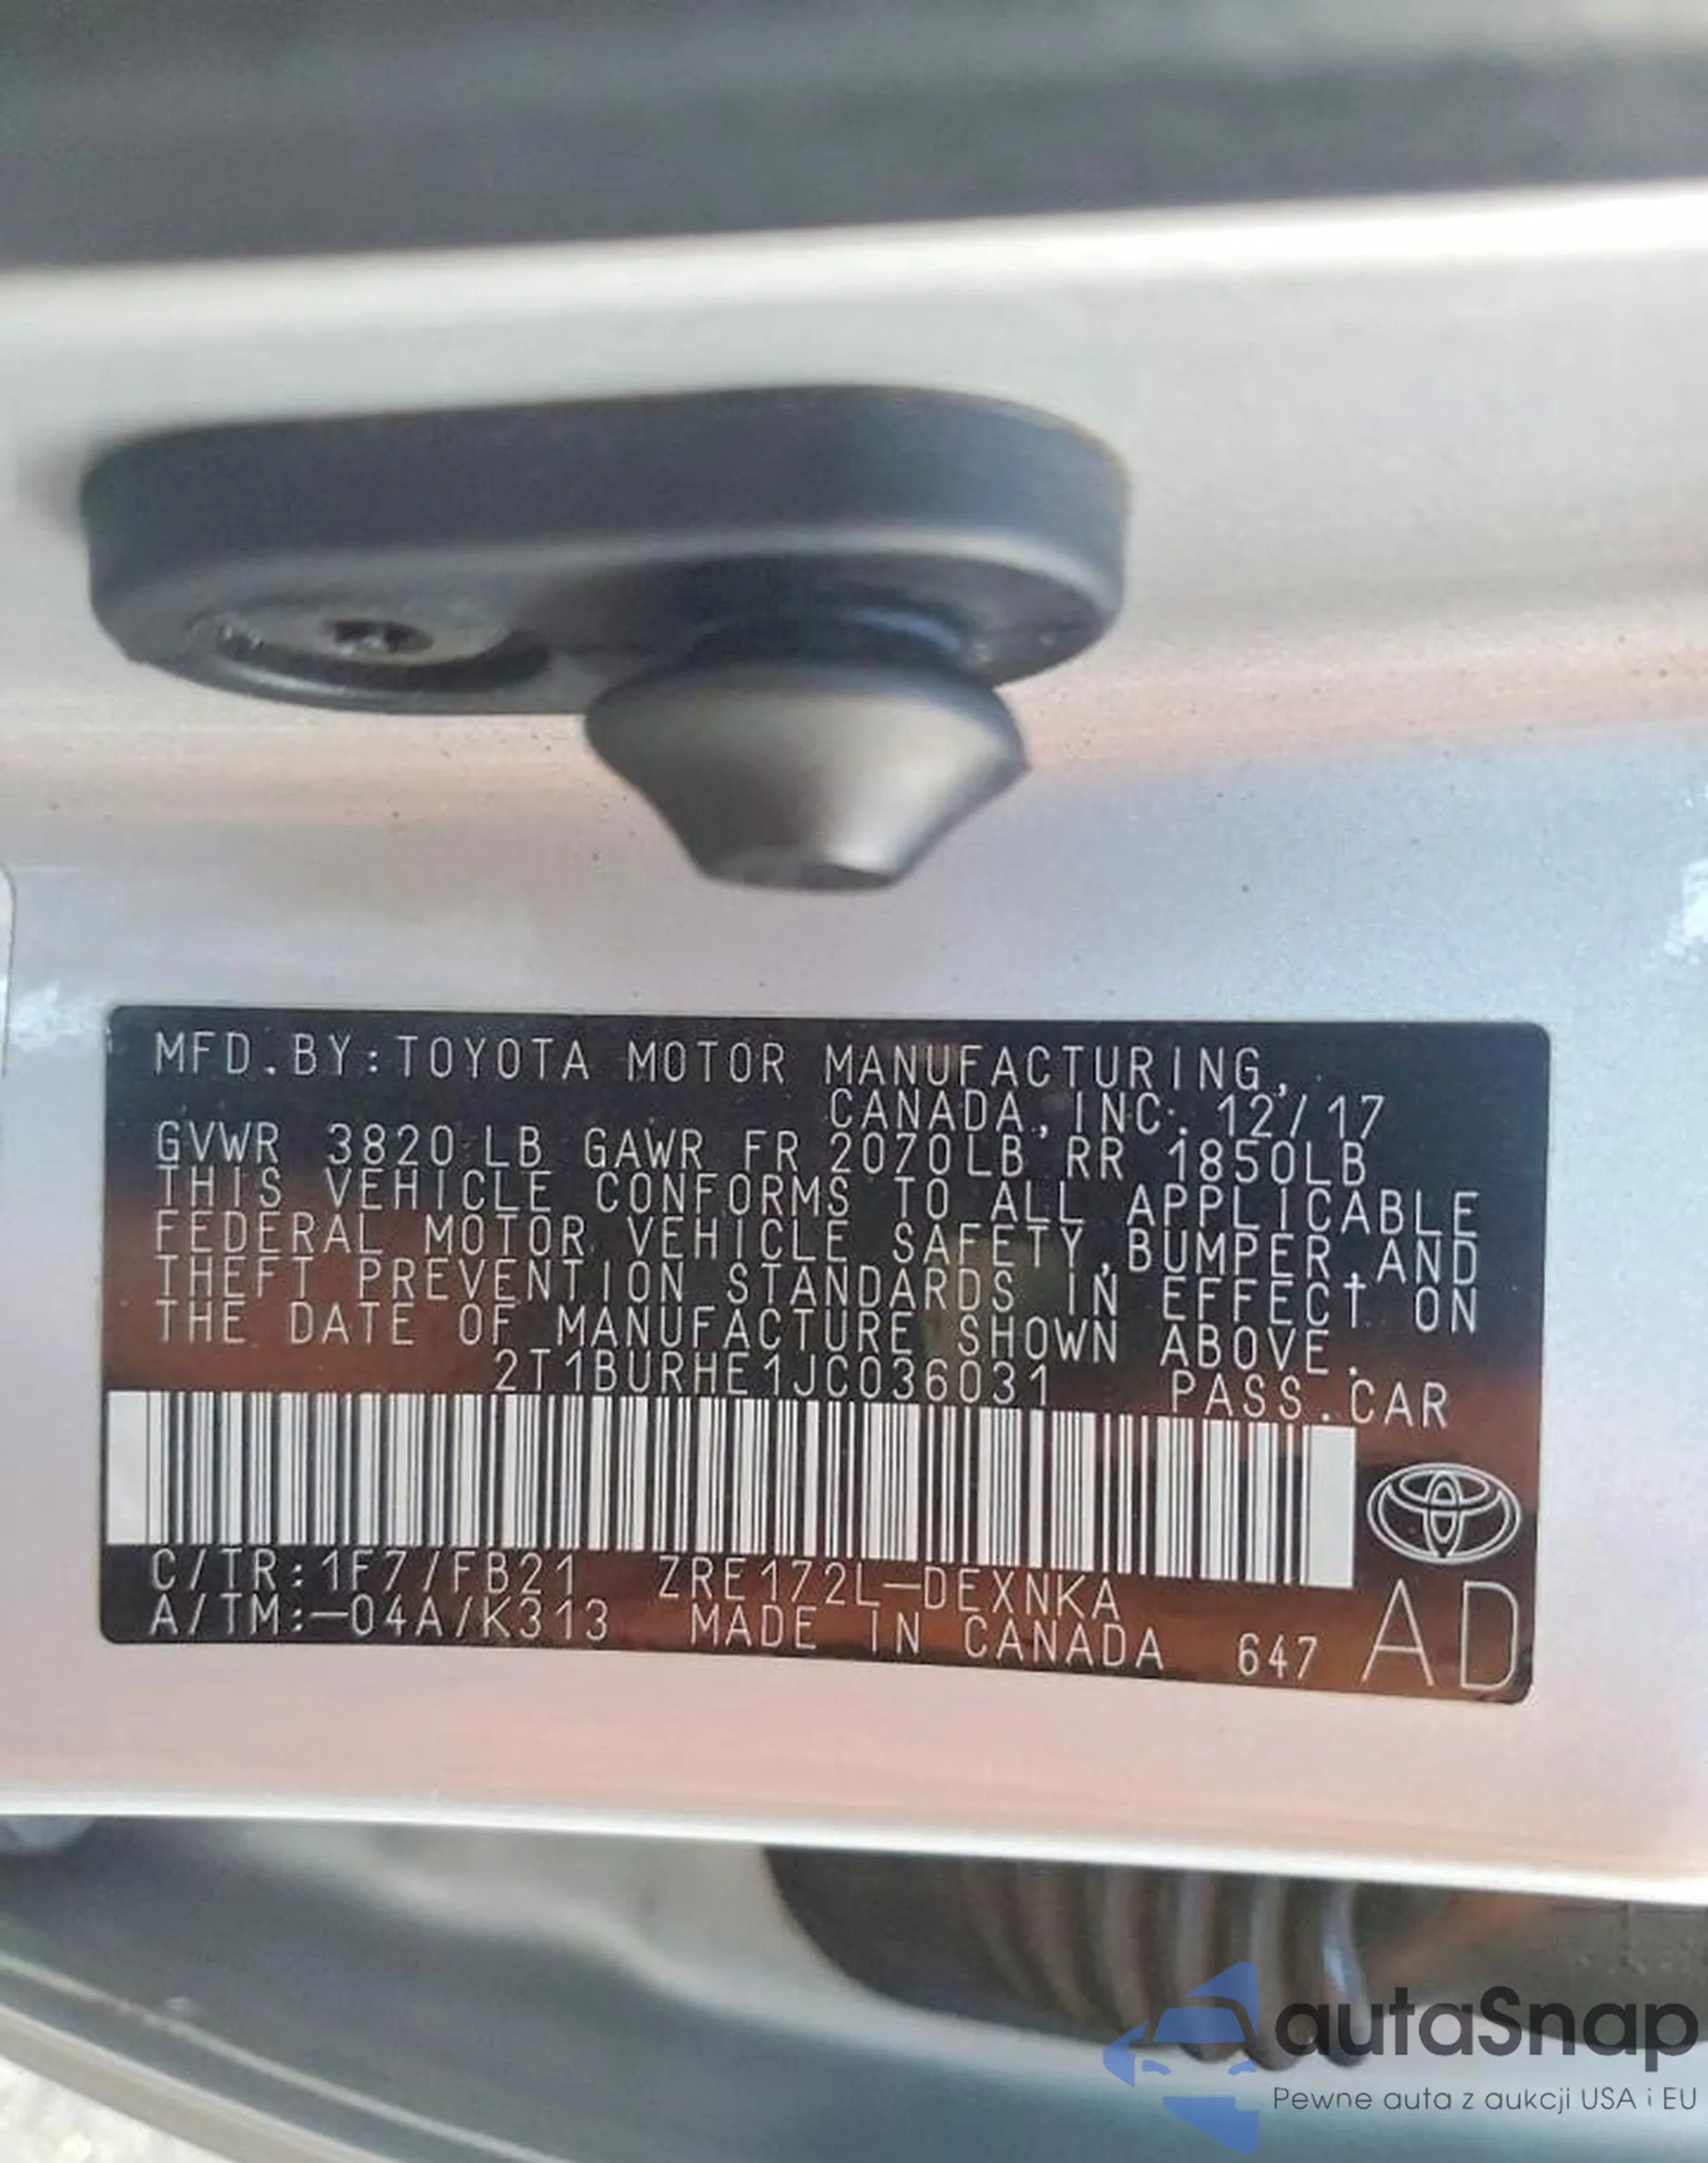 MFD.BY:TOYOTA MOTOR MANUFACTURING,
CANADA, INC. 12/17
GVWR 3820 LB GAWR FR 2070LB RR 1850LB
THIS VEHICLE CONFORMS TO ALL APPLICABLE
FEDERAL MOTOR VEHICLE SAFETY,BUMPER,AND
THEFT PREVENTION STANDARDS IN EFFECT ON
THE DATE OF MANUFACTURE SHOWN ABOVE.
2T1BURHE1JC036031 PASS.CAR
C/TR:1F7/FB21 ZRE172L-DEXNKA
A/TM:-04A/K313 MADE IN CANADA 647 AD
autaSnap
Pewne auta z aukcji USA i EU